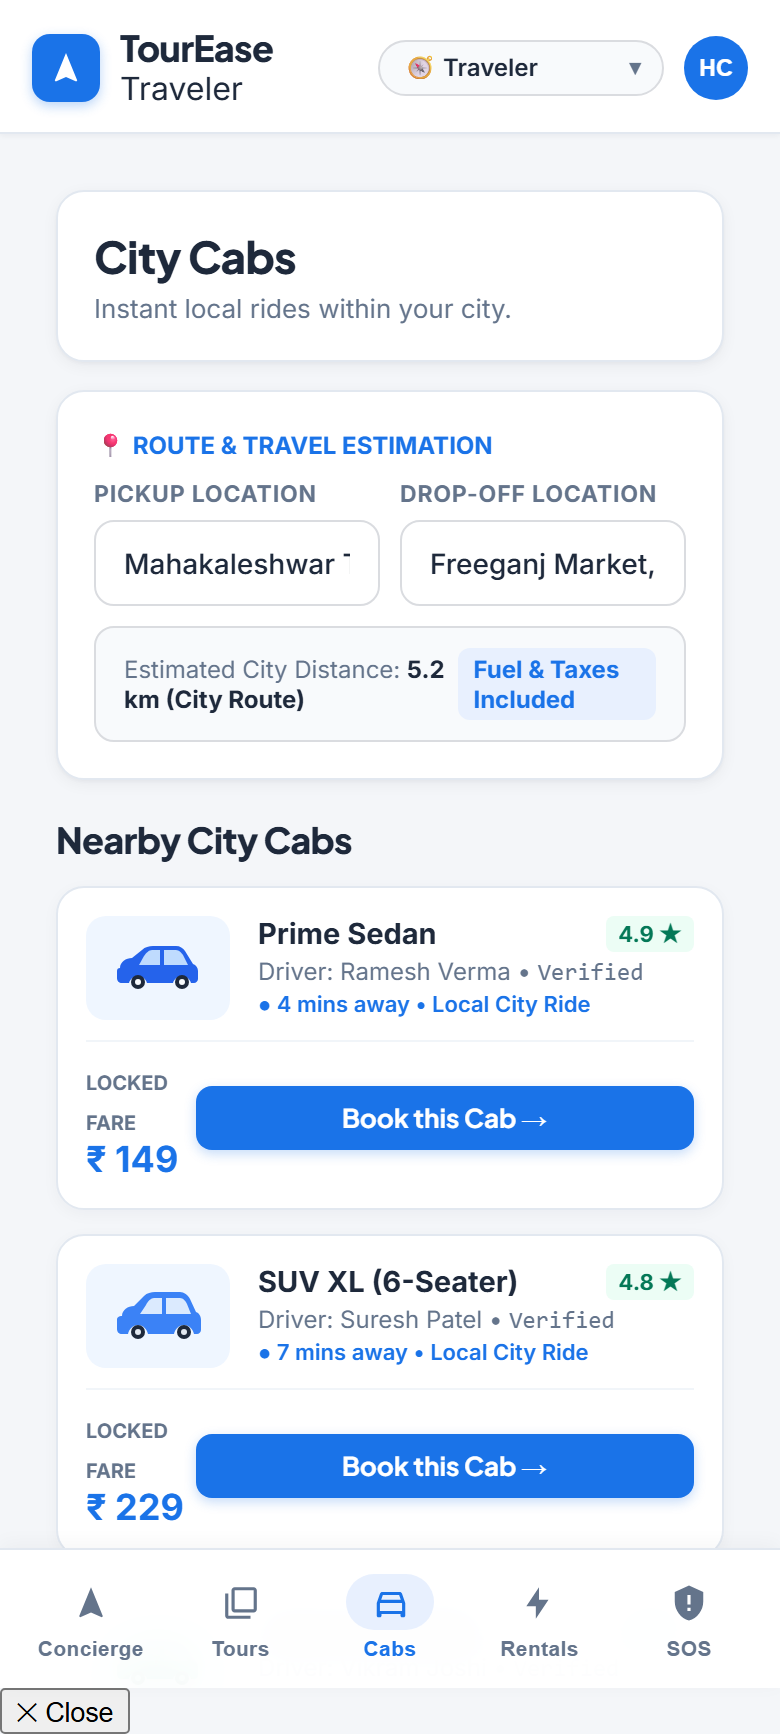 TourEase
Traveler
Traveler ▼
HC
City Cabs
Instant local rides within your city.
ROUTE & TRAVEL ESTIMATION
PICKUP LOCATION
DROP-OFF LOCATION
Mahakaleshwar
Freeganj Market,
Estimated City Distance: 5.2
km (City Route)
Fuel & Taxes
Included
Nearby City Cabs
Prime Sedan
4.9 ★
Driver: Ramesh Verma • Verified
● 4 mins away • Local City Ride
LOCKED
FARE
₹ 149
Book this Cab →
SUV XL (6-Seater)
4.8 ★
Driver: Suresh Patel • Verified
● 7 mins away • Local City Ride
LOCKED
FARE
₹ 229
Book this Cab →
Concierge
Tours
Cabs
Rentals
SOS
✕ Close